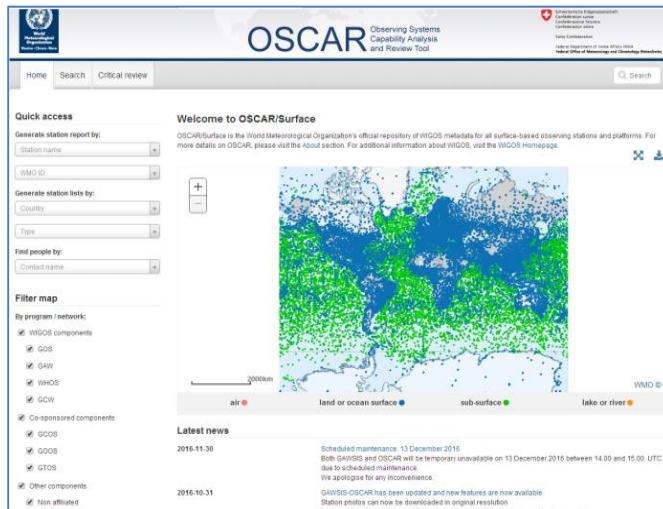 World
Meteorological
Organization
OSCAR
Observing Systems
Capability Analysis
and Review Tool
Schweizerische Eidgenossenschaft
Confédération suisse
Confederazione Svizzera
Confederaziun svizra
Swiss Confederation
Federal Department of Home Affairs FDHA
Federal Office of Meteorology and Climatology MeteoSwiss
Home
Search
Critical review
Search
Quick access
Generate station report by:
Station name
WMO ID
Generate station lists by:
Country
Type
Find people by:
Contact name
Filter map
By program / network:
WIGOS components
GOS
GAW
WHOS
GCW
Co-sponsored components
GCOS
GOOS
GTOS
Other components
Non affiliated
Welcome to OSCAR/Surface
OSCAR/Surface is the World Meteorological Organization's official repository of WIGOS metadata for all surface-based observing stations and platforms. For
more details on OSCAR, please visit the About section. For additional information about WIGOS, visit the WIGOS Homepage.
+
−
2000km
WMO ©
air
land or ocean surface
sub-surface
lake or river
Latest news
2016-11-30
Scheduled maintenance, 13 December 2016
Both GAWSIS and OSCAR will be temporary unavailable on 13 December 2016 between 14.00 and 15.00 UTC
due to scheduled maintenance.
We apologise for any inconvenience.
2016-10-31
GAWSIS-OSCAR has been updated and new features are now available
Station photos can now be downloaded in original resolution